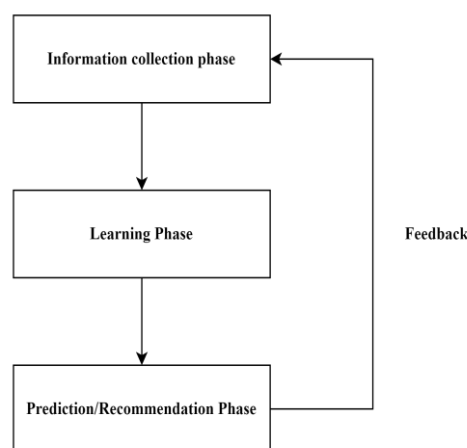 Information collection phase
Learning Phase
Feedback
Prediction/Recommendation Phase